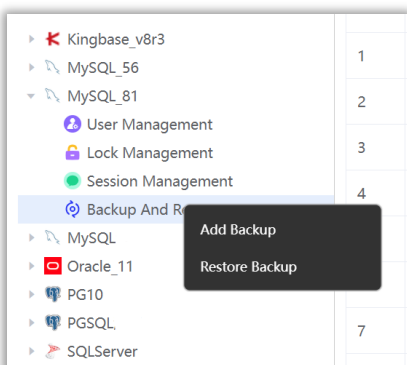 Kingbase_v8r3
MySQL_56
MySQL_81
User Management
Lock Management
Session Management
Backup And R
MySQL
Oracle_11
PG10
PGSQL,
SQLServer
Add Backup
Restore Backup
1
2
3
4
7